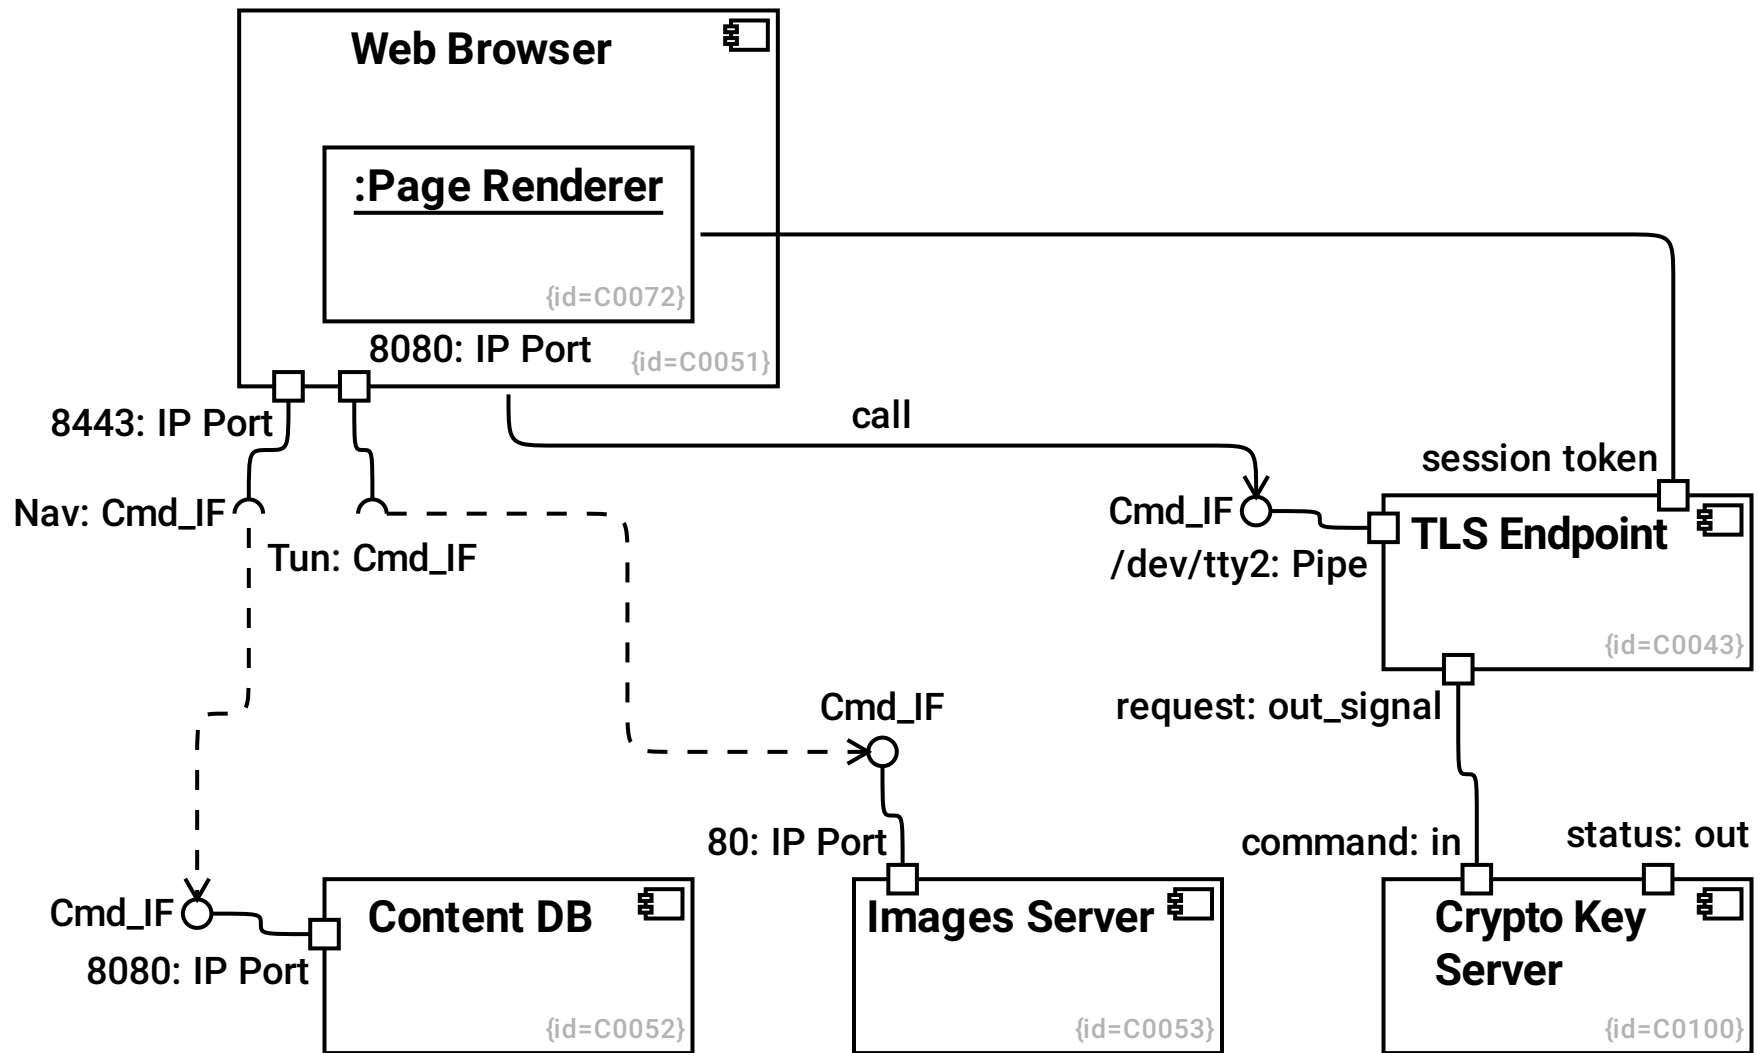 Web Browser
:Page Renderer
{id=C0072}
8080: IP Port
{id=C0051}
8443: IP Port
call
session token
Nav: Cmd_IF
Cmd_IF
TLS Endpoint
Tun: Cmd_IF
/dev/tty2: Pipe
{id=C0043}
Cmd_IF
request: out_signal
80: IP Port
command: in
status: out
Cmd_IF
Content DB
Images Server
Crypto Key
Server
8080: IP Port
{id=C0052}
{id=C0053}
{id=C0100}